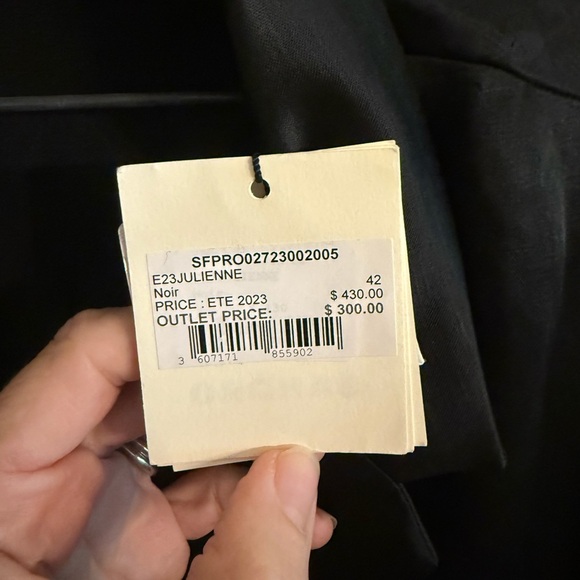 SFPRO02723002005
E23JULIENNE
Noir 42
PRICE : ETE 2023 $ 430.00
OUTLET PRICE: $ 300.00
3 607171 855902